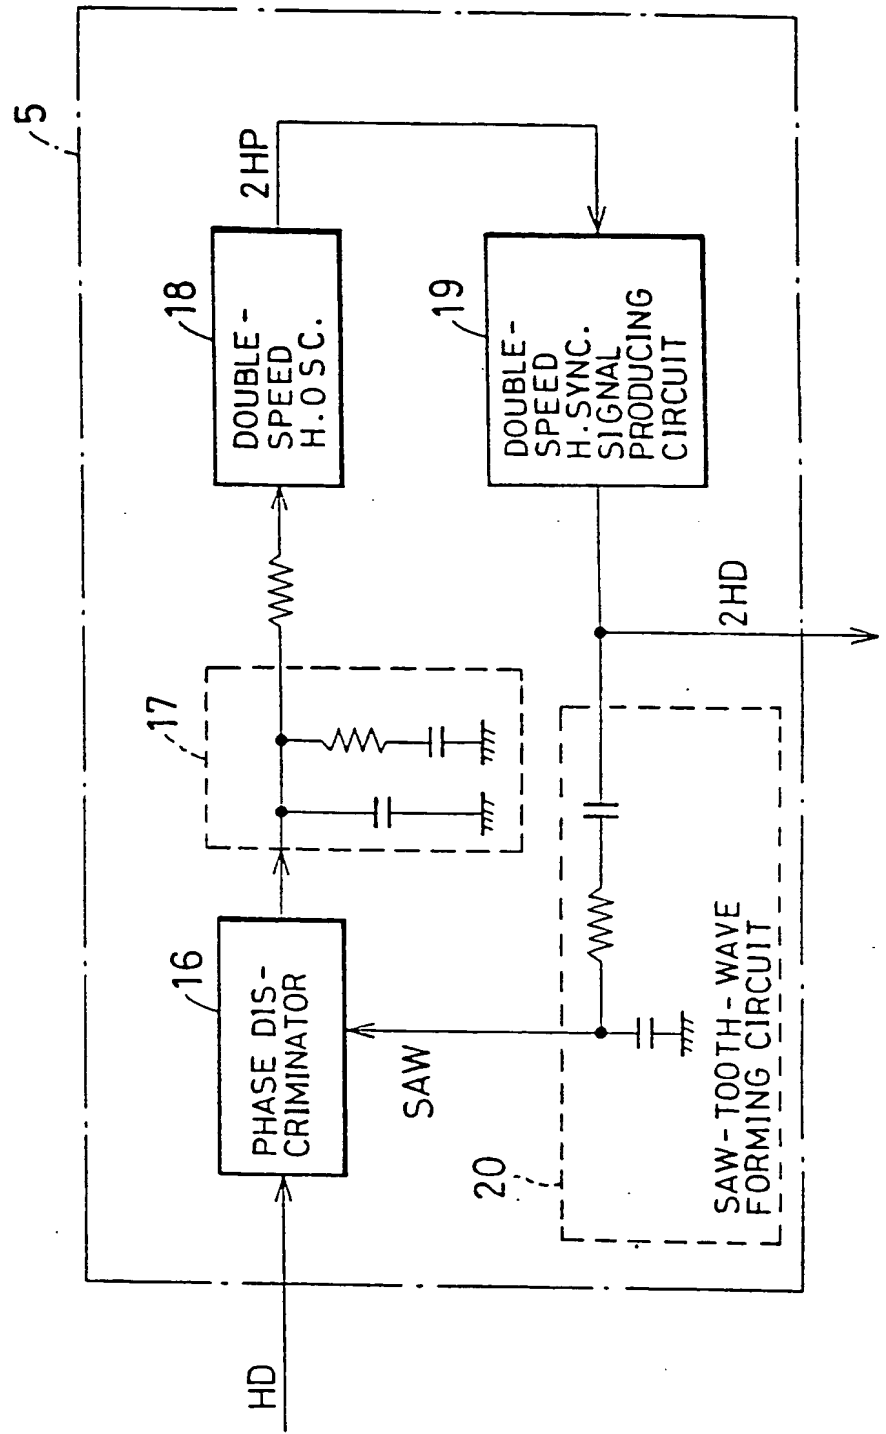 5
HD
16
PHASE DIS-
CRIMINATOR
17
18
DOUBLE-
SPEED
H.OSC.
2HP
SAW
19
DOUBLE-
SPEED
H.SYNC.
SIGNAL
PRODUCING
CIRCUIT
2HD
20
SAW-TOOTH-WAVE
FORMING CIRCUIT